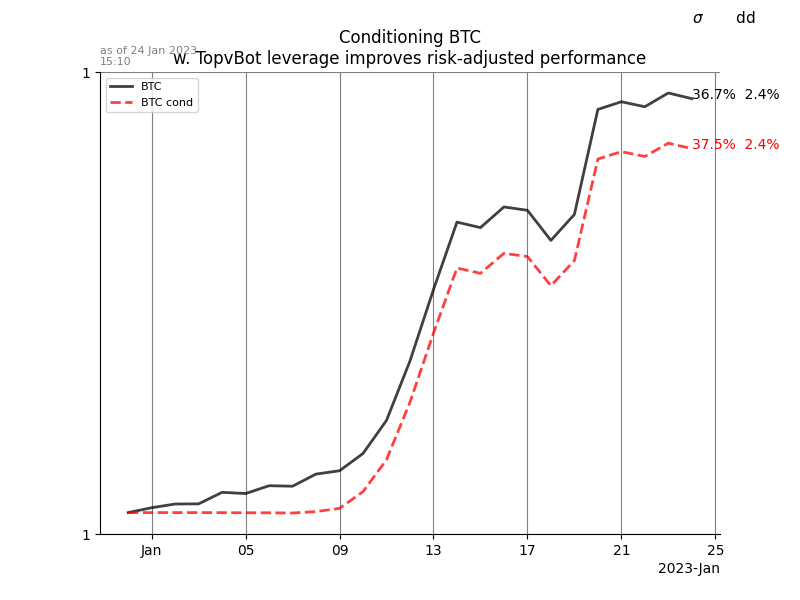 σ dd
Conditioning BTC
w. TopvBot leverage improves risk-adjusted performance
as of 24 Jan 2023
15:10
1
BTC
BTC cond
36.7% 2.4%
37.5% 2.4%
1
Jan 05 09 13 17 21 25
2023-Jan